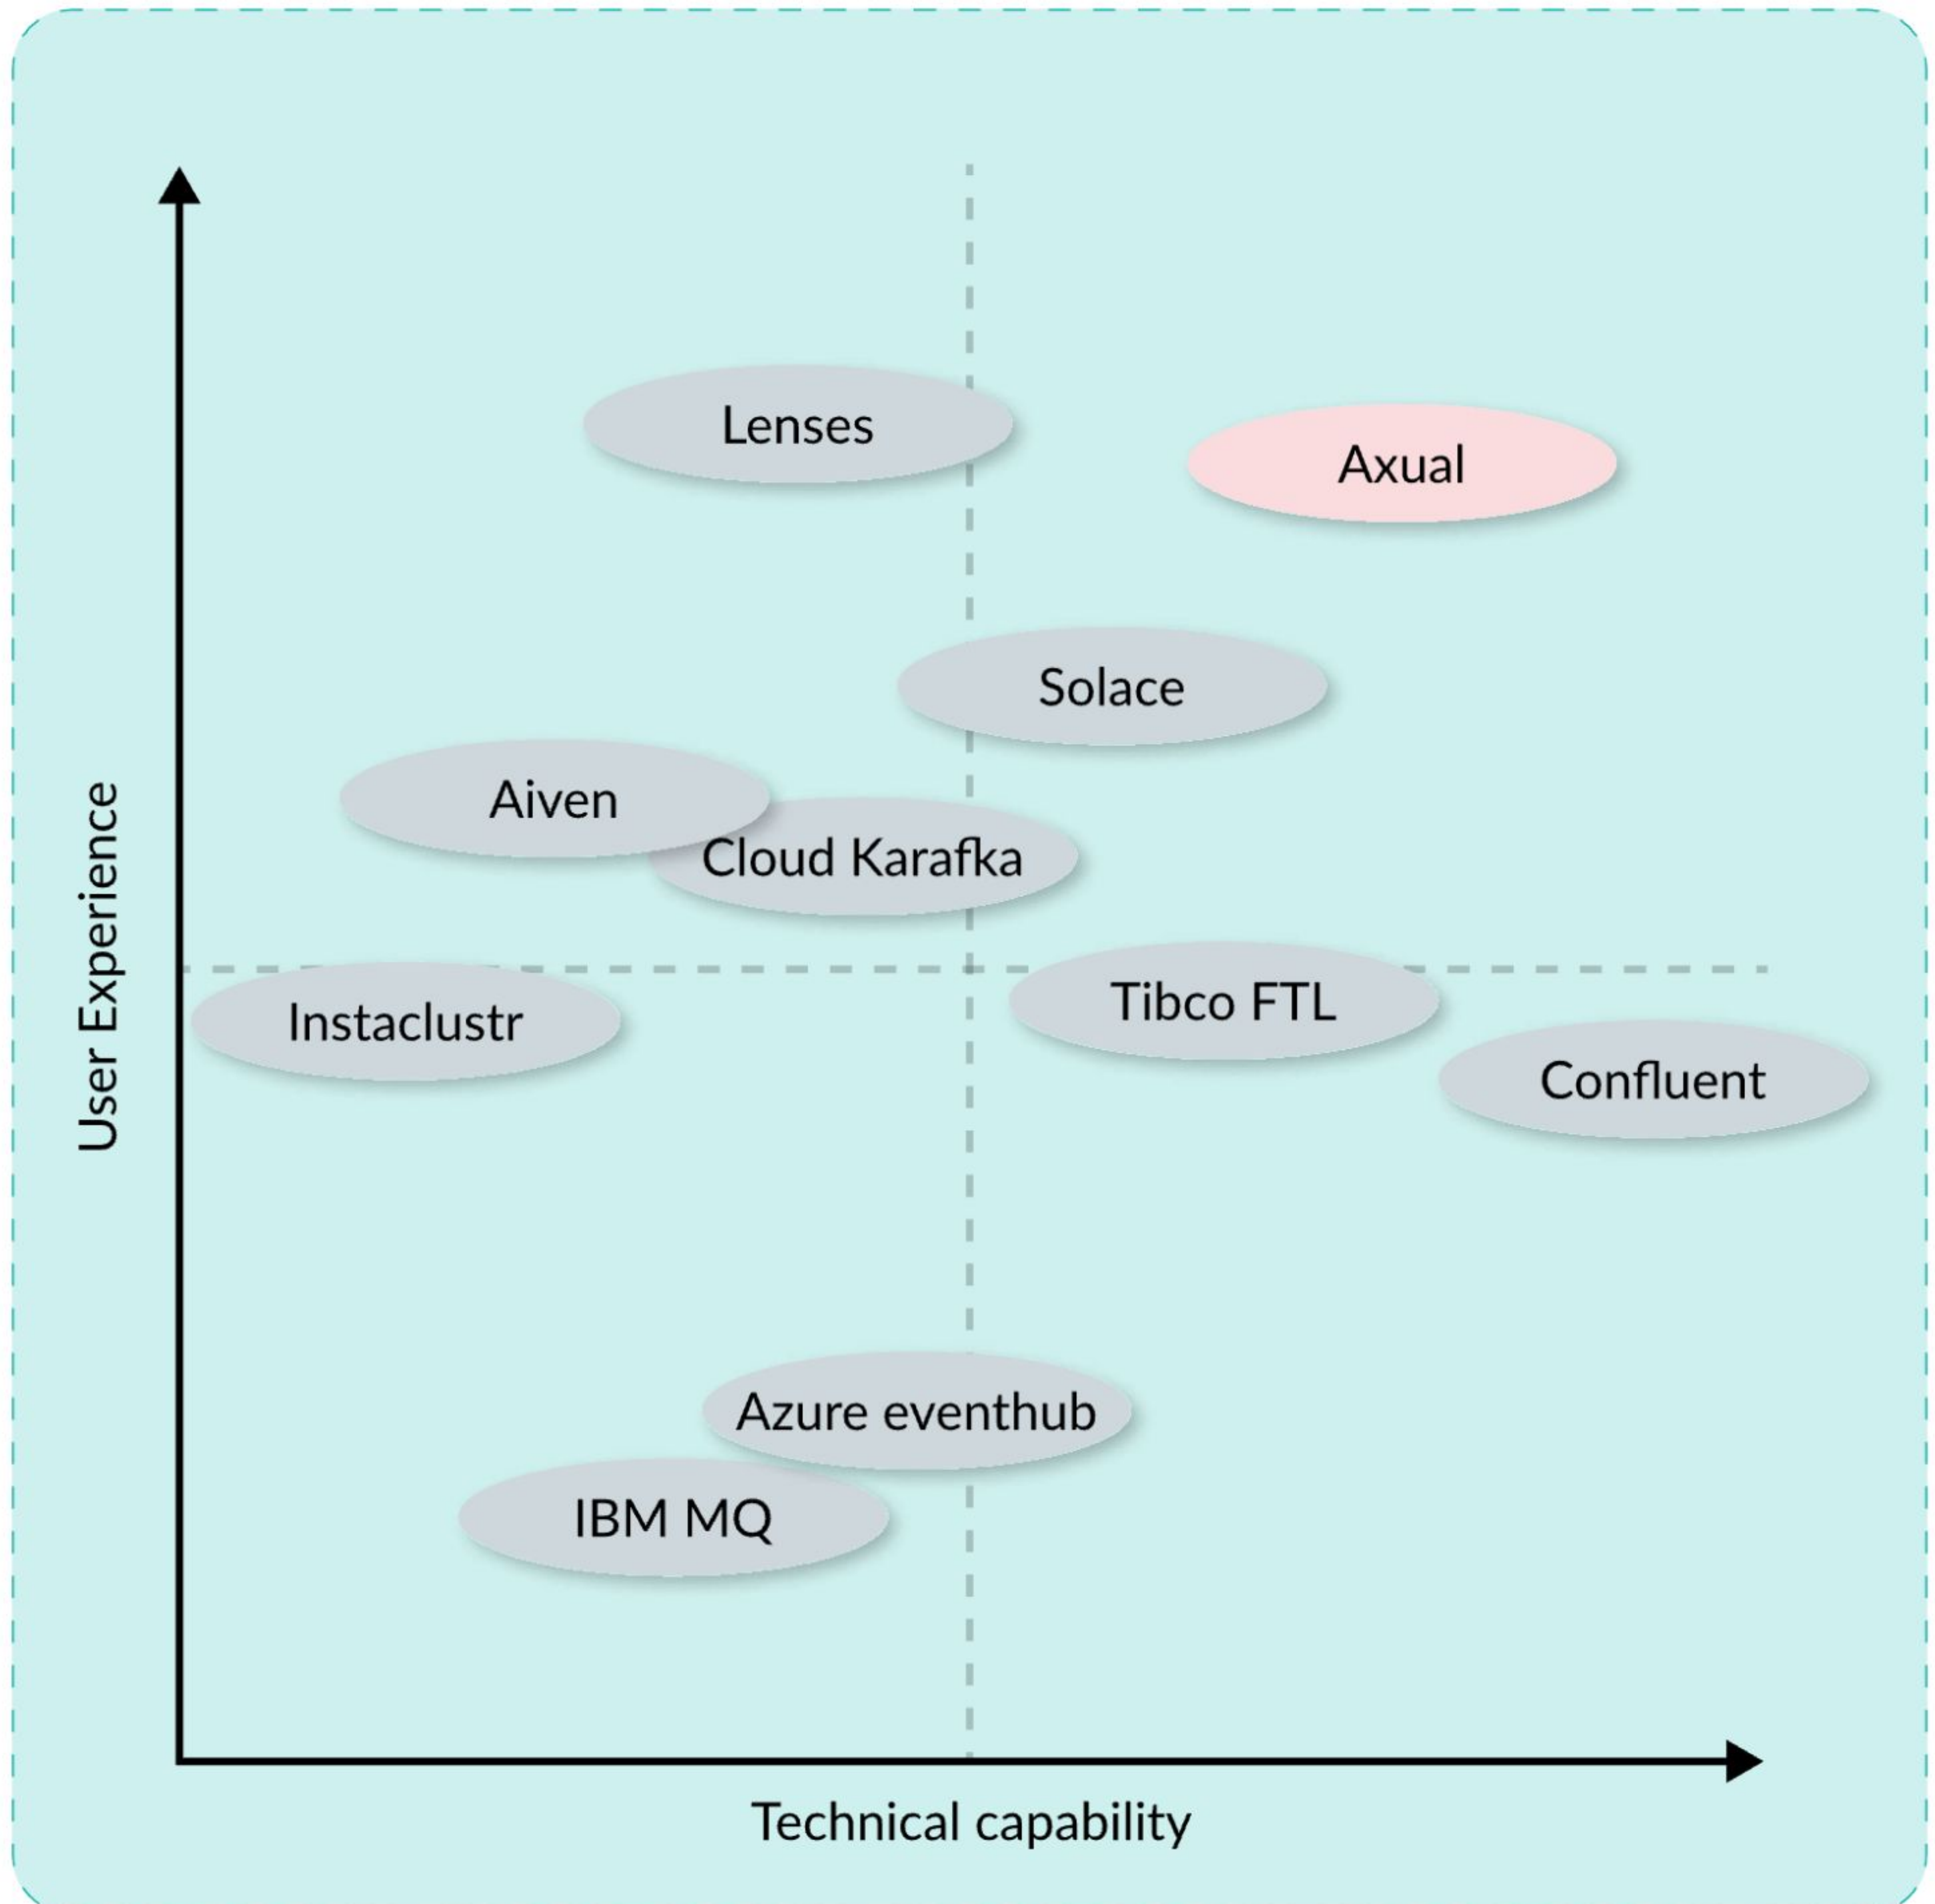 Lenses
Axual
Solace
Aiven
Cloud Karafka
User Experience
Instaclustr
Tibco FTL
Confluent
Azure eventhub
IBM MQ
Technical capability